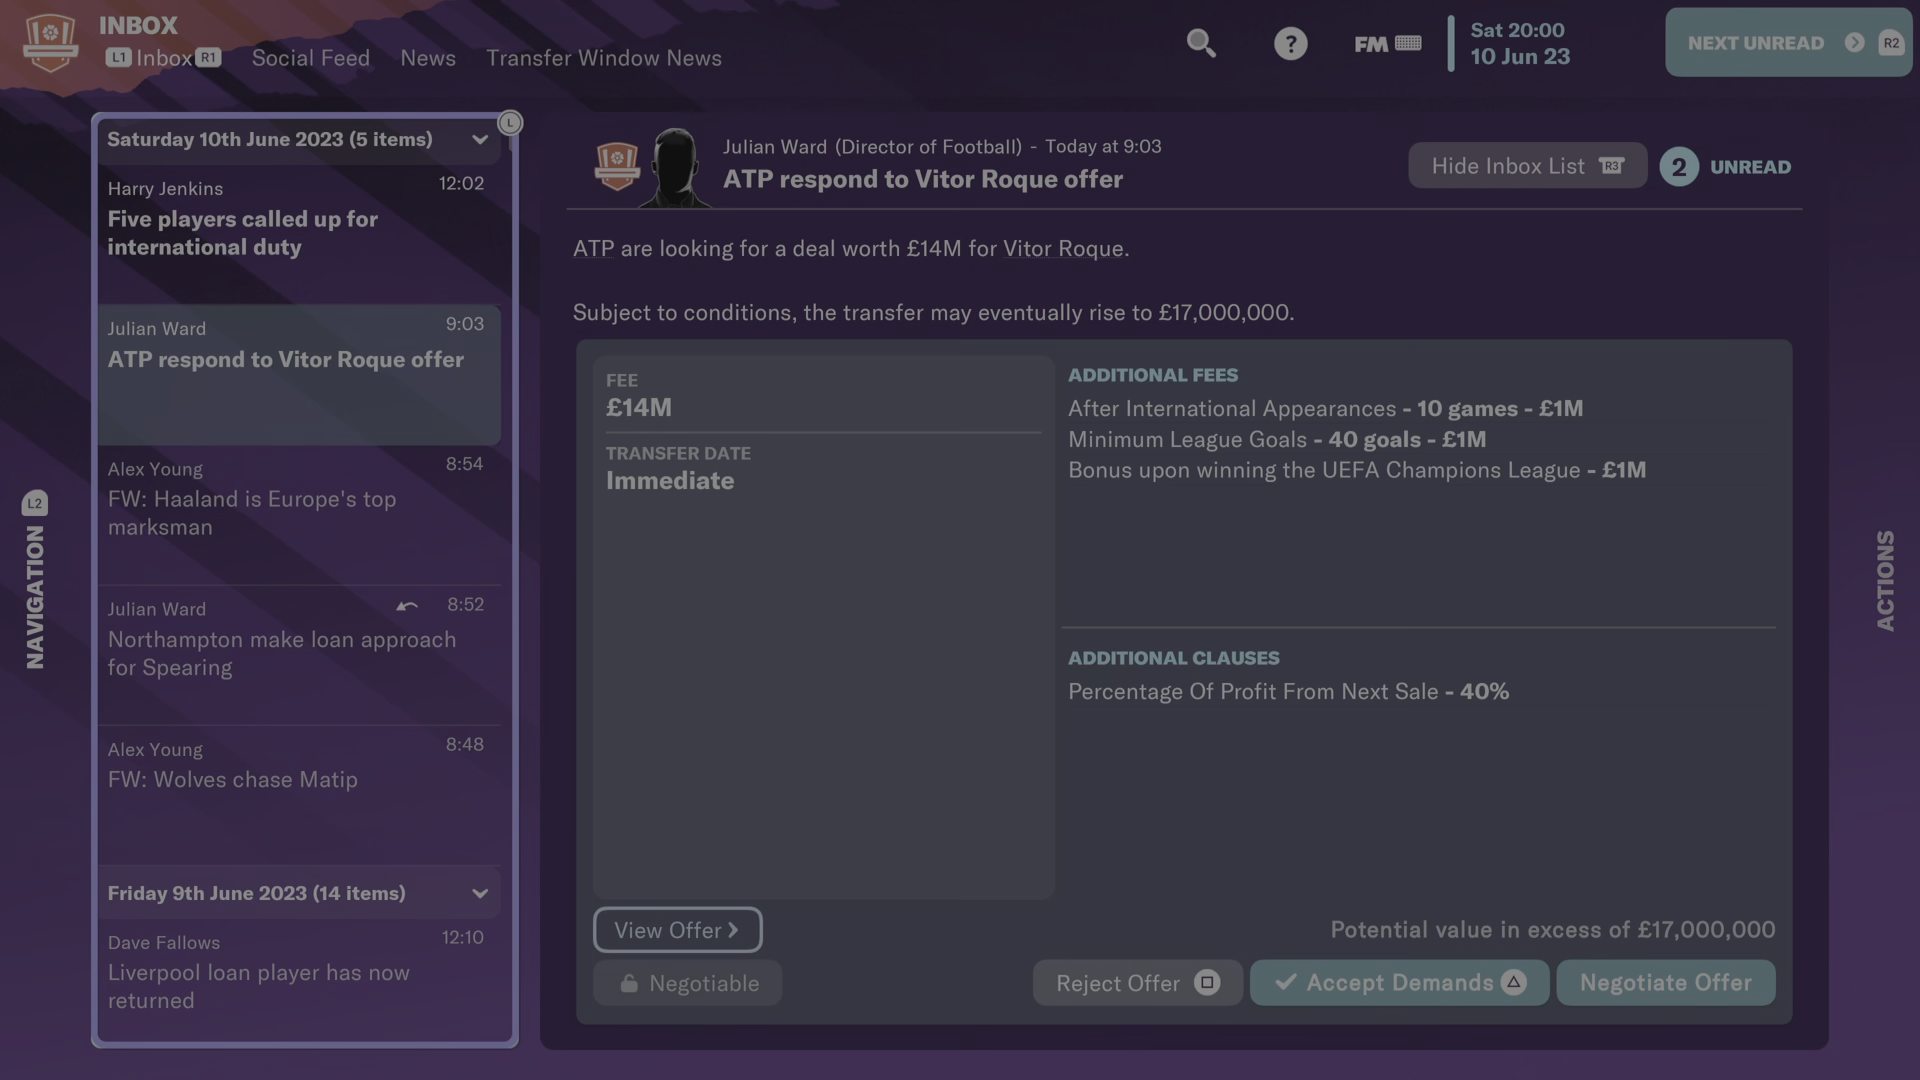 INBOX
L1 Inbox R1 Social Feed News Transfer Window News
? FM
Sat 20:00
10 Jun 23
NEXT UNREAD R2
NAVIGATION
L2
L
Saturday 10th June 2023 (5 items)
Harry Jenkins 12:02
Five players called up for
international duty
Julian Ward 9:03
ATP respond to Vitor Roque offer
Alex Young 8:54
FW: Haaland is Europe's top
marksman
Julian Ward 8:52
Northampton make loan approach
for Spearing
Alex Young 8:48
FW: Wolves chase Matip
Friday 9th June 2023 (14 items)
Dave Fallows 12:10
Liverpool loan player has now
returned
Julian Ward (Director of Football) - Today at 9:03
ATP respond to Vitor Roque offer
Hide Inbox List R3
2 UNREAD
ATP are looking for a deal worth £14M for Vitor Roque.
Subject to conditions, the transfer may eventually rise to £17,000,000.
FEE
£14M
TRANSFER DATE
Immediate
ADDITIONAL FEES
After International Appearances - 10 games - £1M
Minimum League Goals - 40 goals - £1M
Bonus upon winning the UEFA Champions League - £1M
ADDITIONAL CLAUSES
Percentage Of Profit From Next Sale - 40%
View Offer
Potential value in excess of £17,000,000
Negotiable
Reject Offer
Accept Demands
Negotiate Offer
ACTIONS